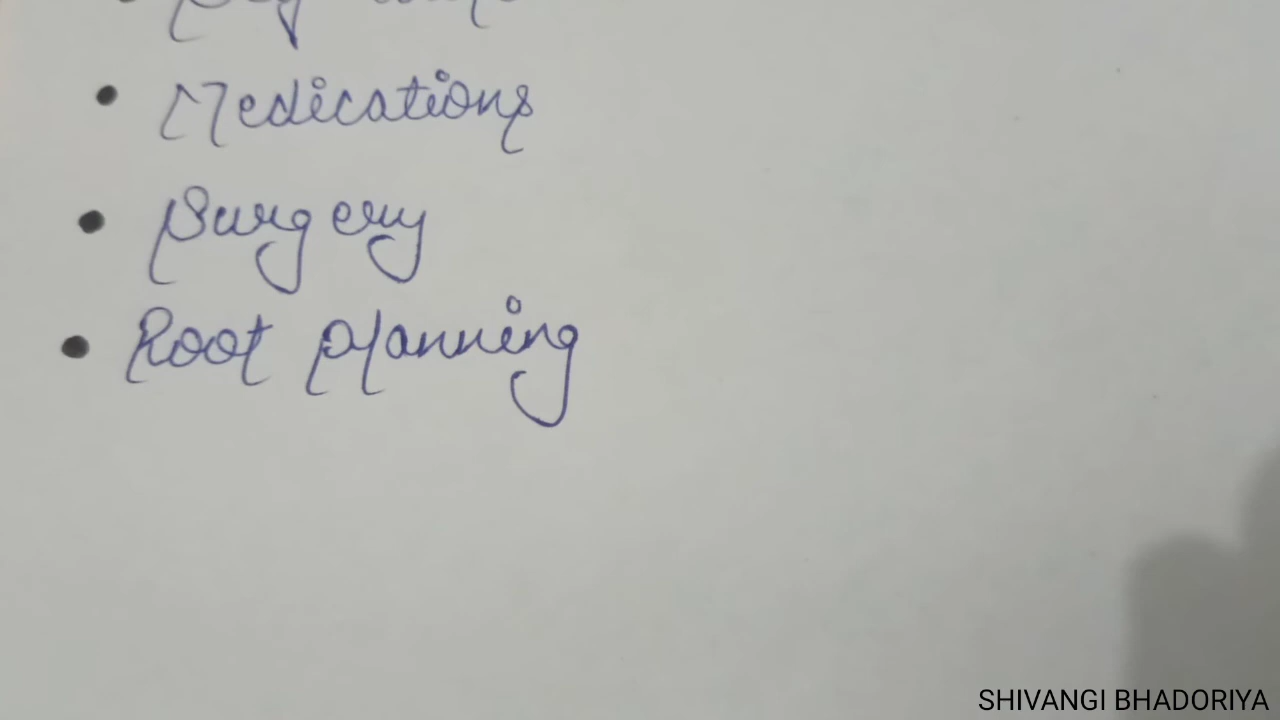 • Medications
• Surgery
• Root planning
SHIVANGI BHADORIYA